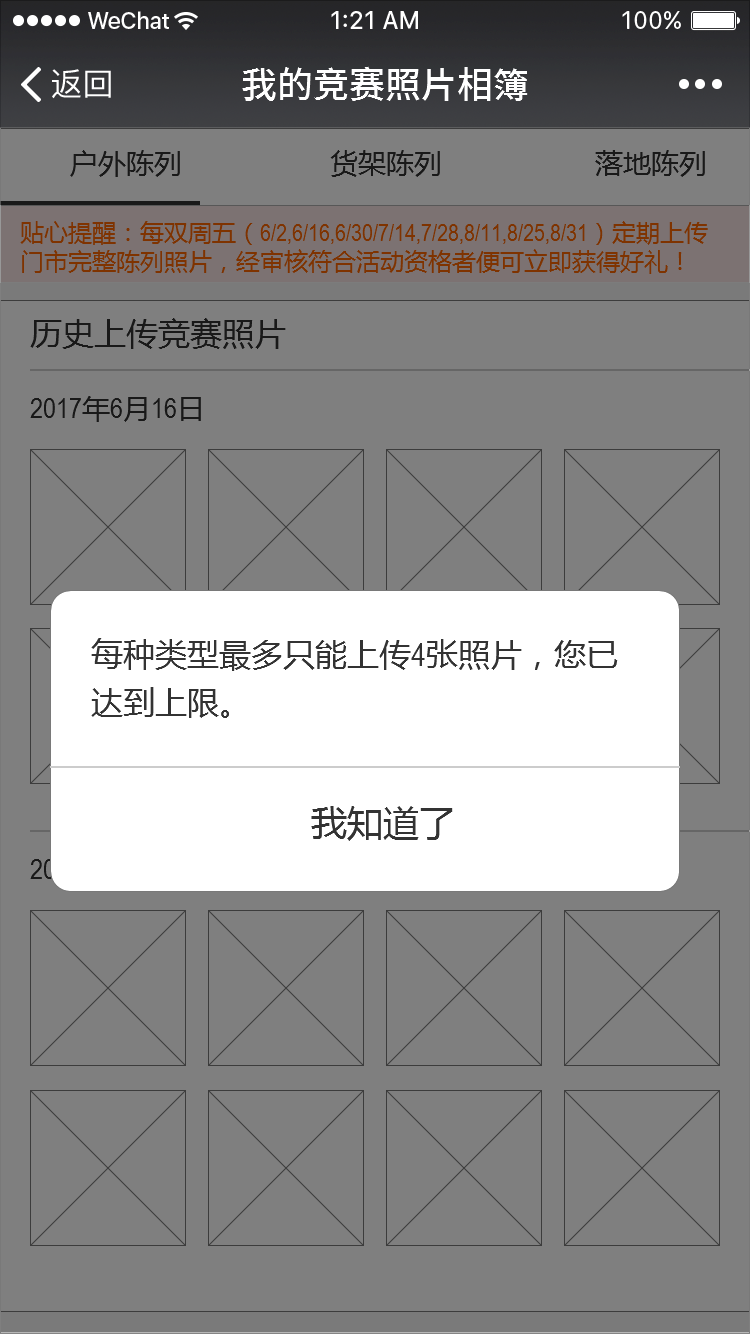 WeChat 1:21 AM 100%
返回 我的竞赛照片相簿
户外陈列 货架陈列 落地陈列
贴心提醒：每双周五（6/2,6/16,6/30/7/14,7/28,8/11,8/25,8/31）定期上传
门市完整陈列照片，经审核符合活动资格者便可立即获得好礼！
历史上传竞赛照片
2017年6月16日
每种类型最多只能上传4张照片，您已
达到上限。
我知道了